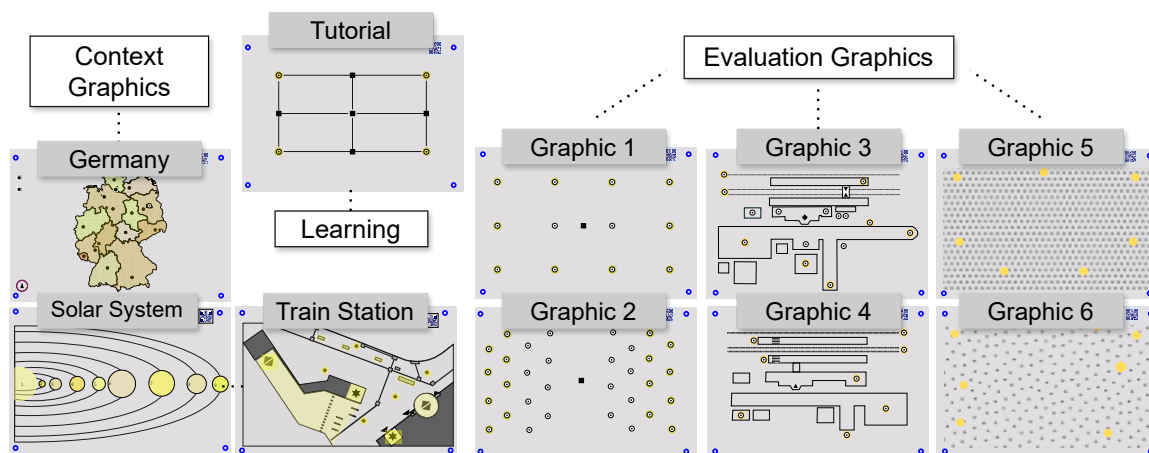 Context
Graphics
Tutorial
Evaluation Graphics
Germany
Learning
Graphic 1
Graphic 3
Graphic 5
Solar System
Train Station
Graphic 2
Graphic 4
Graphic 6